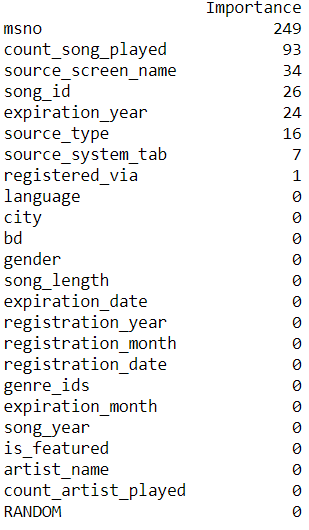 Importance
msno 249
count_song_played 93
source_screen_name 34
song_id 26
expiration_year 24
source_type 16
source_system_tab 7
registered_via 1
language 0
city 0
bd 0
gender 0
song_length 0
expiration_date 0
registration_year 0
registration_month 0
registration_date 0
genre_ids 0
expiration_month 0
song_year 0
is_featured 0
artist_name 0
count_artist_played 0
RANDOM 0